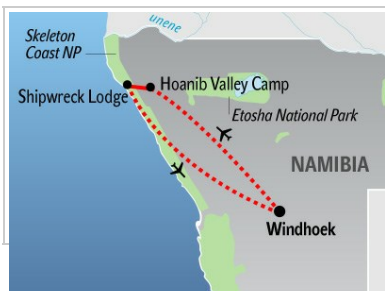 unene
Skeleton
Coast NP
Hoanib Valley Camp
Shipwreck Lodge
Etosha National Park
NAMIBIA
Windhoek